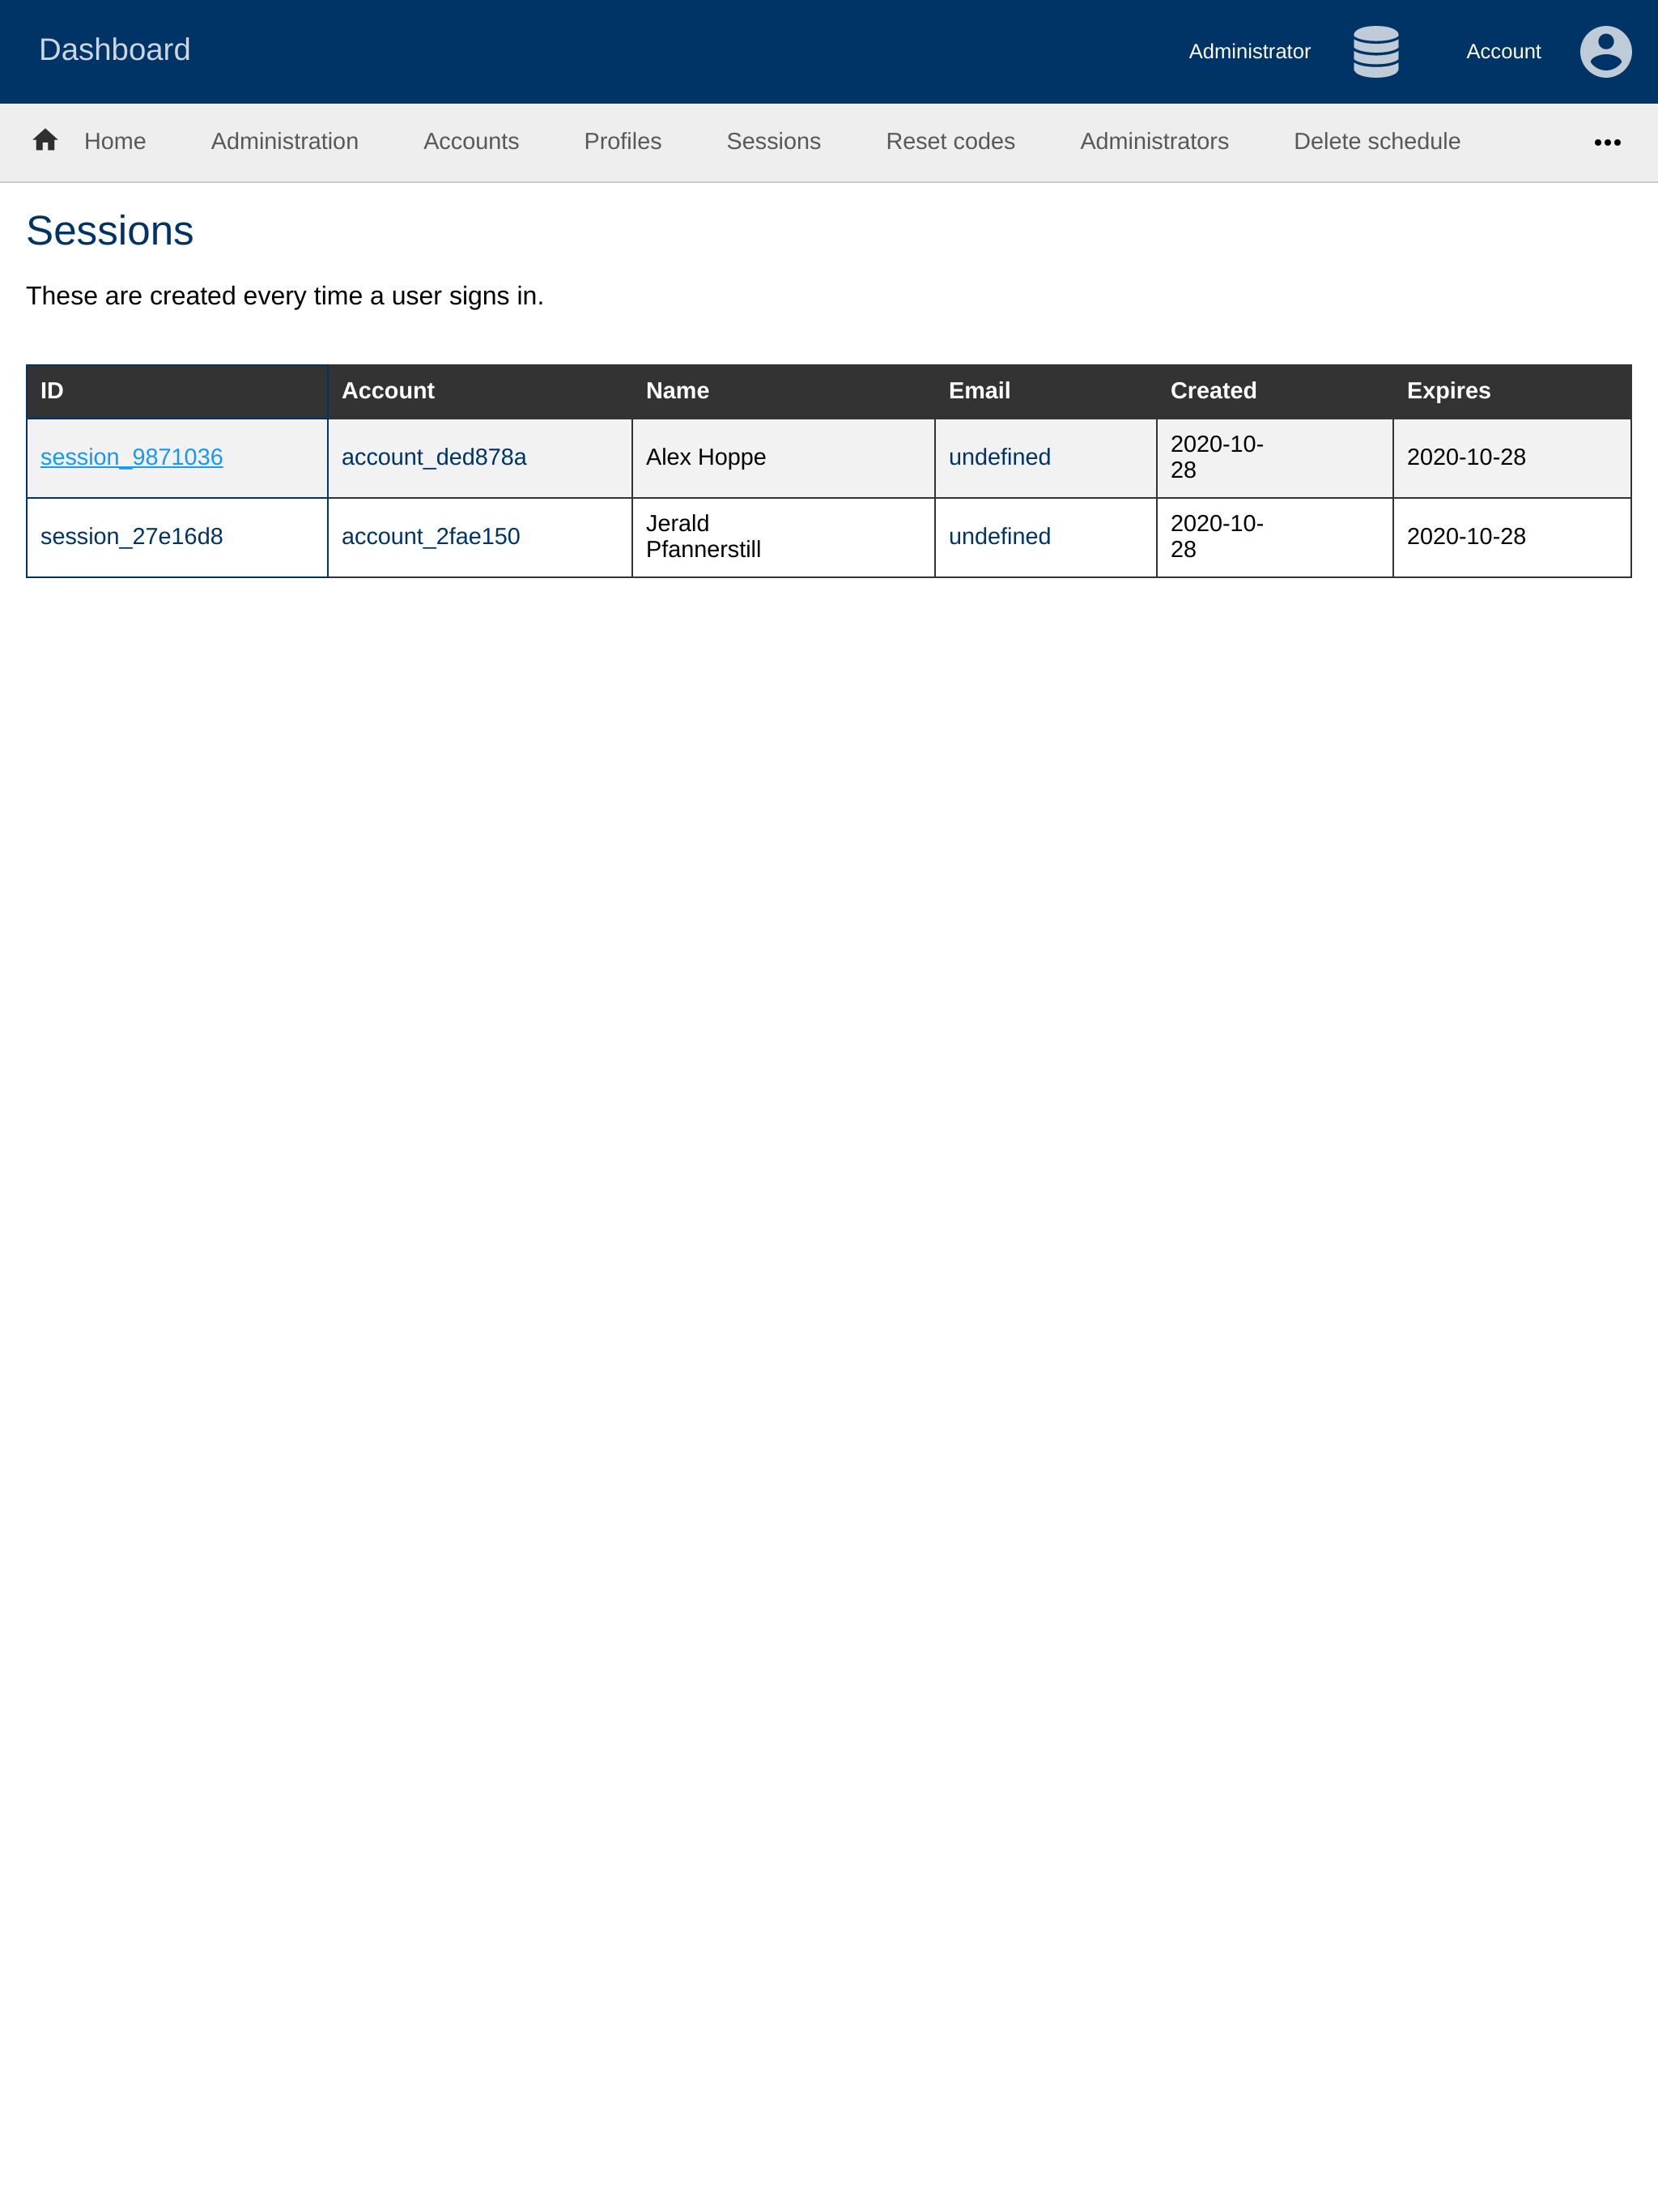 Dashboard
Administrator
Account
Home Administration Accounts Profiles Sessions Reset codes Administrators Delete schedule
Sessions
These are created every time a user signs in.
ID Account Name Email Created Expires
session_9871036 account_ded878a Alex Hoppe undefined 2020-10-
28 2020-10-28
session_27e16d8 account_2fae150 Jerald
Pfannerstill undefined 2020-10-
28 2020-10-28